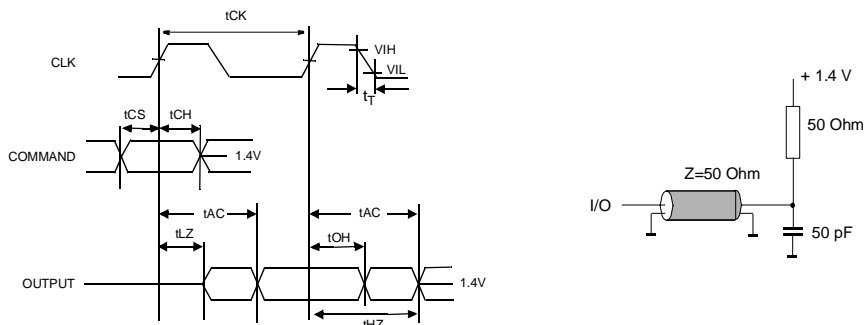 tCK
CLK
VIH
VIL
tT
tCS
tCH
COMMAND
1.4V
tAC
tAC
tLZ
tOH
OUTPUT
1.4V
tHZ
+ 1.4 V
50 Ohm
Z=50 Ohm
I/O
50 pF